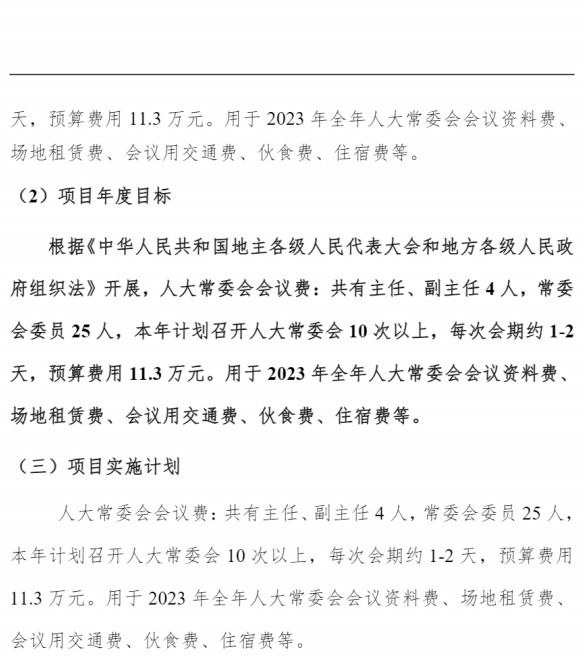 天，预算费用 11.3 万元。用于 2023 年全年人大常委会会议资料费、
场地租赁费、会议用交通费、伙食费、住宿费等。
（2）项目年度目标
根据《中华人民共和国地主各级人民代表大会和地方各级人民政
府组织法》开展，人大常委会会议费：共有主任、副主任 4 人，常委
会委员 25 人，本年计划召开人大常委会 10 次以上，每次会期约 1-2
天，预算费用 11.3 万元。用于 2023 年全年人大常委会会议资料费、
场地租赁费、会议用交通费、伙食费、住宿费等。
（三）项目实施计划
人大常委会会议费：共有主任、副主任 4 人，常委会委员 25 人，
本年计划召开人大常委会 10 次以上，每次会期约 1-2 天，预算费用
11.3 万元。用于 2023 年全年人大常委会会议资料费、场地租赁费、
会议用交通费、伙食费、住宿费等。